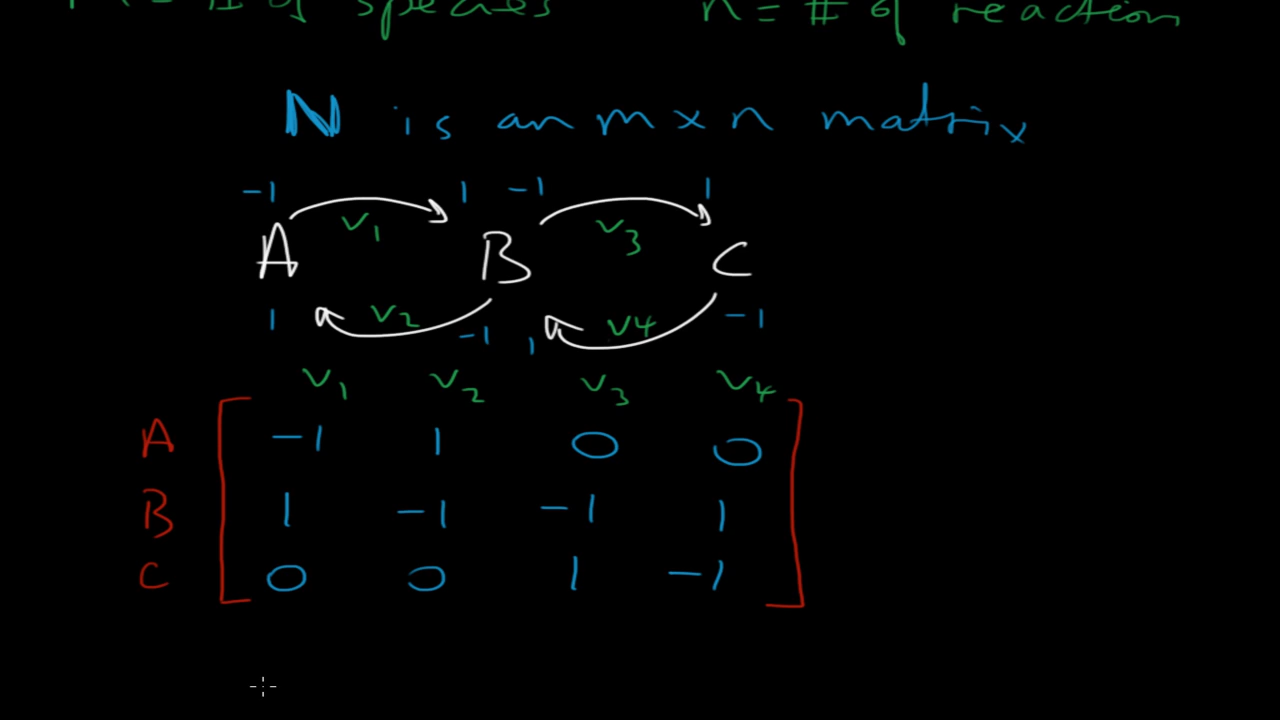 m = # of species n = # of reaction
N is an m x n matrix
-1 1 -1 1
v1 v3
A B C
v2 v4
1 -1 1 -1
v1 v2 v3 v4
A -1 1 0 0
B 1 -1 -1 1
C 0 0 1 -1